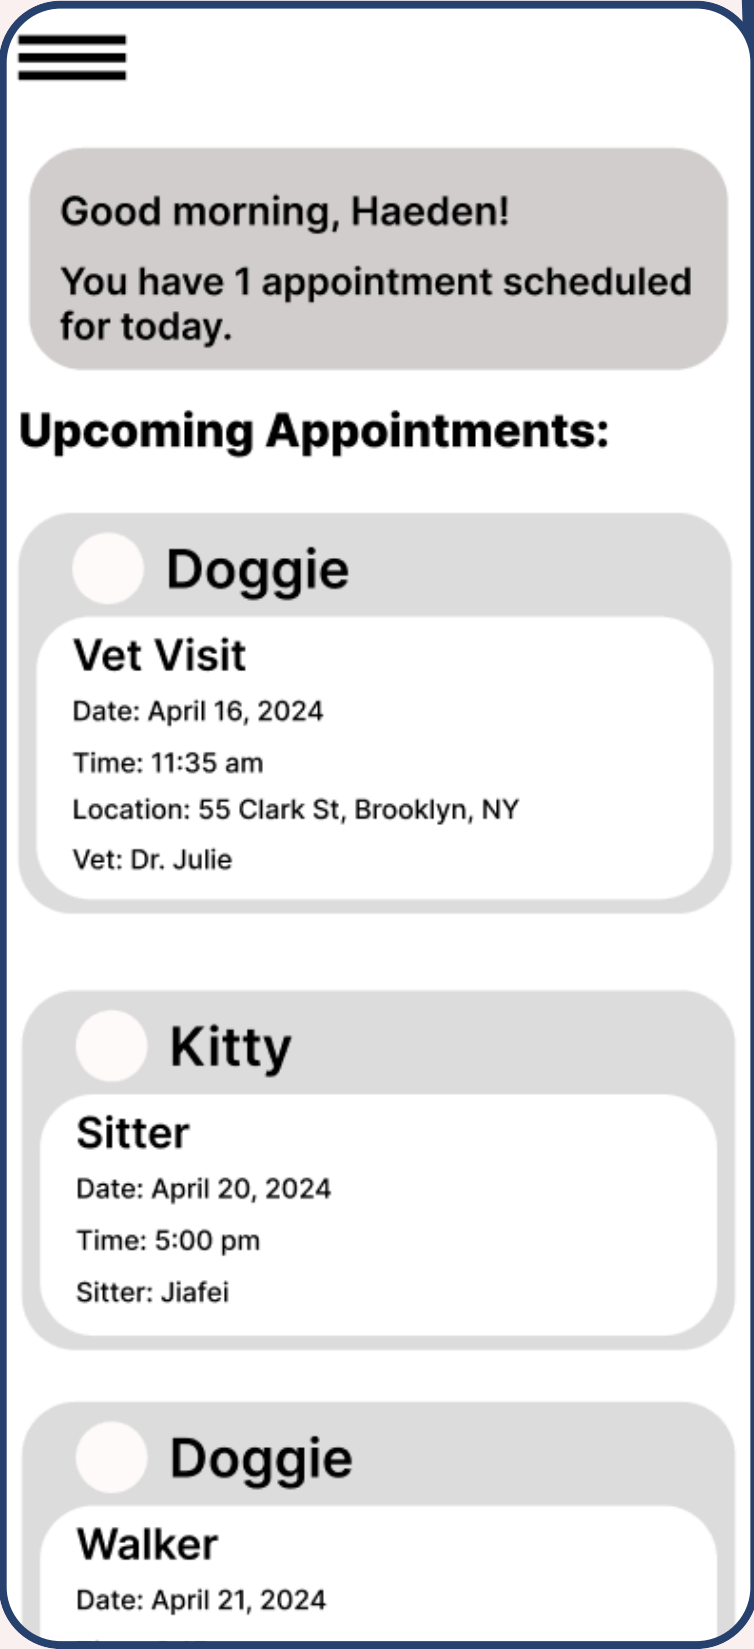 Good morning, Haeden!
You have 1 appointment scheduled
for today.
Upcoming Appointments:
Doggie
Vet Visit
Date: April 16, 2024
Time: 11:35 am
Location: 55 Clark St, Brooklyn, NY
Vet: Dr. Julie
Kitty
Sitter
Date: April 20, 2024
Time: 5:00 pm
Sitter: Jiafei
Doggie
Walker
Date: April 21, 2024